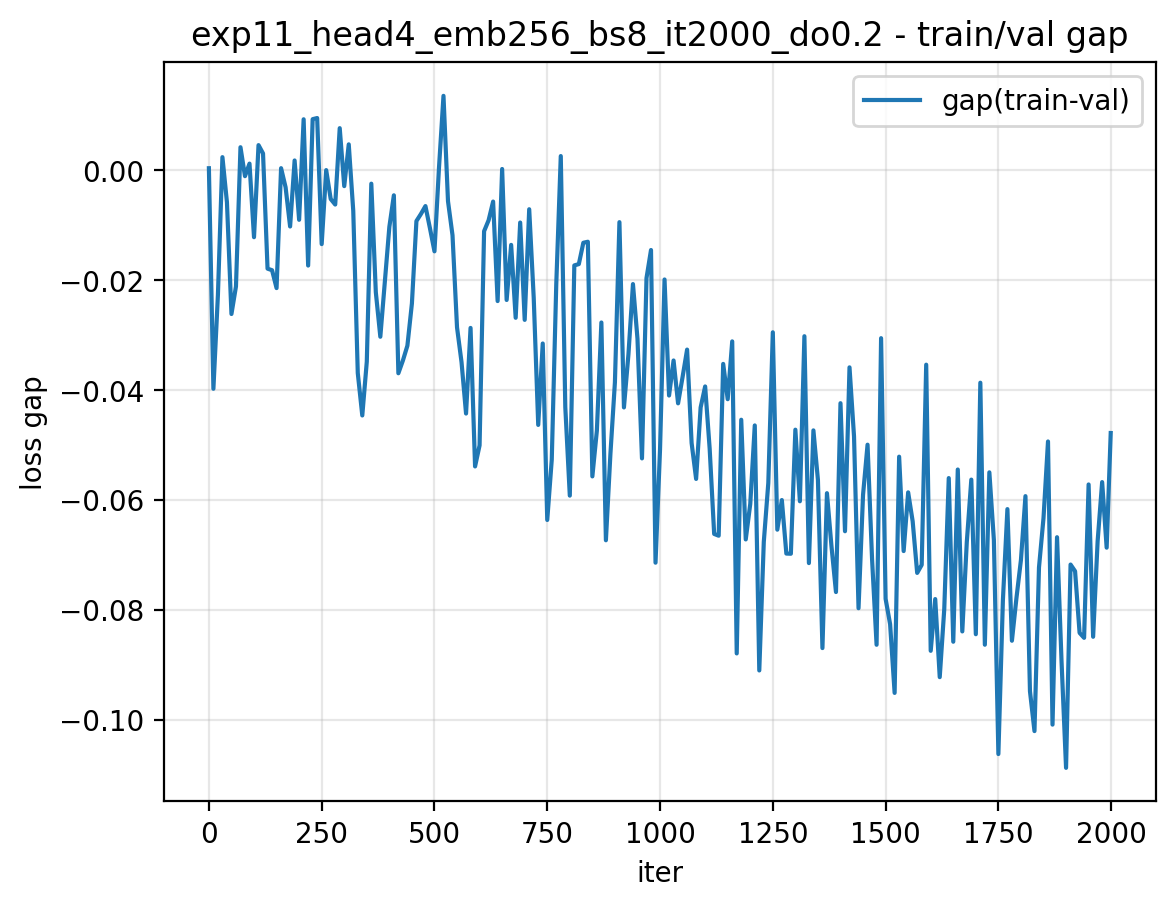 exp11_head4_emb256_bs8_it2000_do0.2 - train/val gap
gap(train-val)
0.00
−0.02
−0.04
−0.06
−0.08
−0.10
loss gap
0 250 500 750 1000 1250 1500 1750 2000
iter